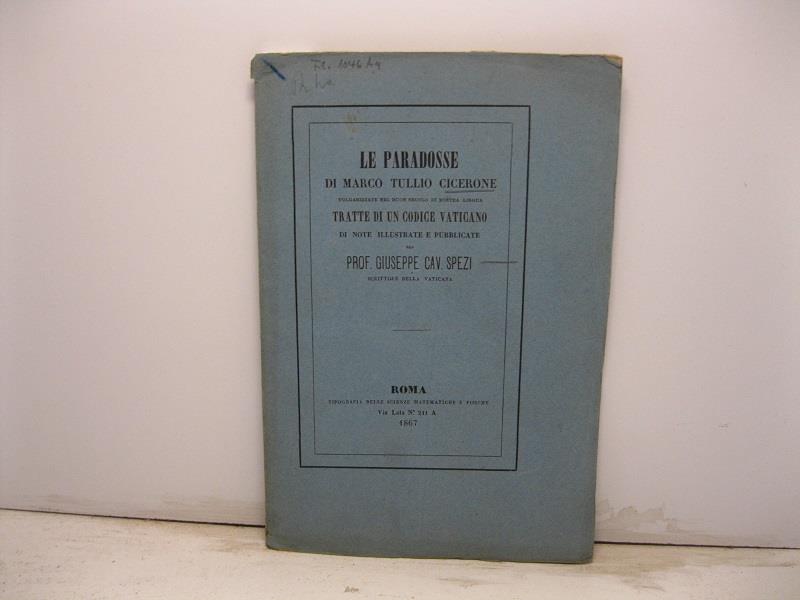 LE PARADOSSE
DI MARCO TULLIO CICERONE
VOLGARIZZATE NEL BUON SECOLO DI NOSTRA LINGUA
TRATTE DI UN CODICE VATICANO
DI NOTE ILLUSTRATE E PUBBLICATE
DAL
PROF. GIUSEPPE CAV. SPEZI
SCRITTORE DELLA VATICANA
ROMA
TIPOGRAFIA DELLE SCIENZE MATEMATICHE E FISICHE
Via Lata N° 211 A
1867